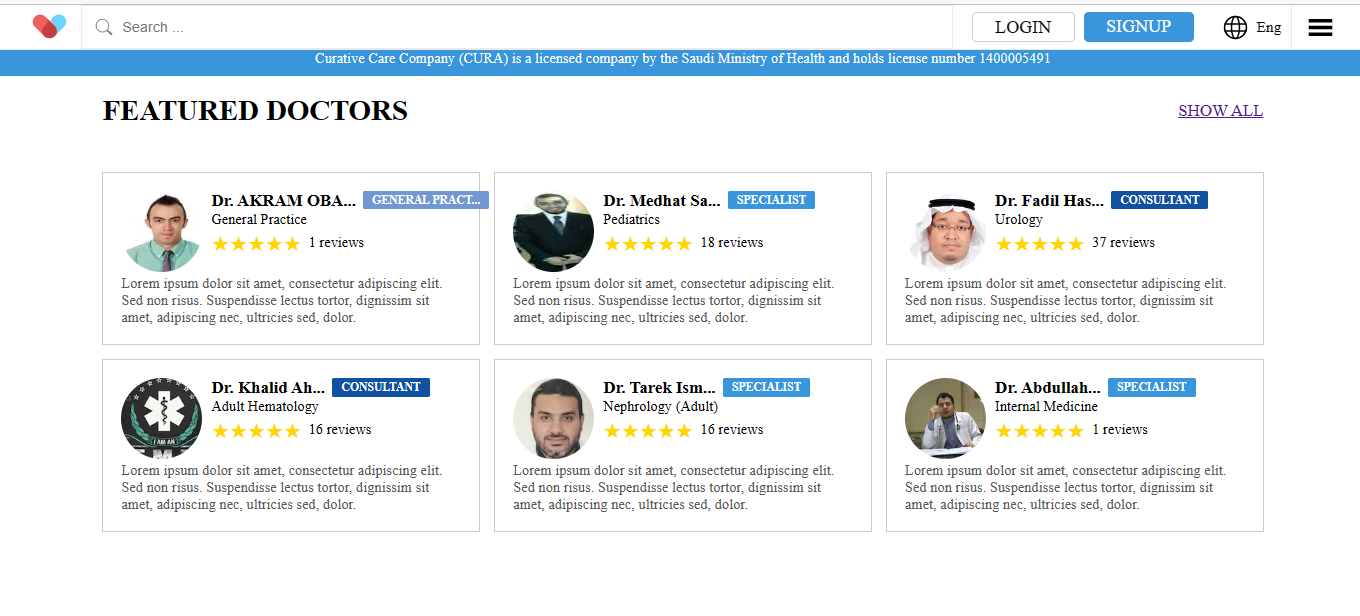 Search ...
LOGIN
SIGNUP
Eng
Curative Care Company (CURA) is a licensed company by the Saudi Ministry of Health and holds license number 1400005491
FEATURED DOCTORS
SHOW ALL
Dr. AKRAM OBA...
GENERAL PRACT...
General Practice
1 reviews
Lorem ipsum dolor sit amet, consectetur adipiscing elit.
Sed non risus. Suspendisse lectus tortor, dignissim sit
amet, adipiscing nec, ultricies sed, dolor.
Dr. Medhat Sa...
SPECIALIST
Pediatrics
18 reviews
Lorem ipsum dolor sit amet, consectetur adipiscing elit.
Sed non risus. Suspendisse lectus tortor, dignissim sit
amet, adipiscing nec, ultricies sed, dolor.
Dr. Fadil Has...
CONSULTANT
Urology
37 reviews
Lorem ipsum dolor sit amet, consectetur adipiscing elit.
Sed non risus. Suspendisse lectus tortor, dignissim sit
amet, adipiscing nec, ultricies sed, dolor.
Dr. Khalid Ah...
CONSULTANT
Adult Hematology
16 reviews
I AM AN
Lorem ipsum dolor sit amet, consectetur adipiscing elit.
Sed non risus. Suspendisse lectus tortor, dignissim sit
amet, adipiscing nec, ultricies sed, dolor.
Dr. Tarek Ism...
SPECIALIST
Nephrology (Adult)
16 reviews
Lorem ipsum dolor sit amet, consectetur adipiscing elit.
Sed non risus. Suspendisse lectus tortor, dignissim sit
amet, adipiscing nec, ultricies sed, dolor.
Dr. Abdullah...
SPECIALIST
Internal Medicine
1 reviews
Lorem ipsum dolor sit amet, consectetur adipiscing elit.
Sed non risus. Suspendisse lectus tortor, dignissim sit
amet, adipiscing nec, ultricies sed, dolor.